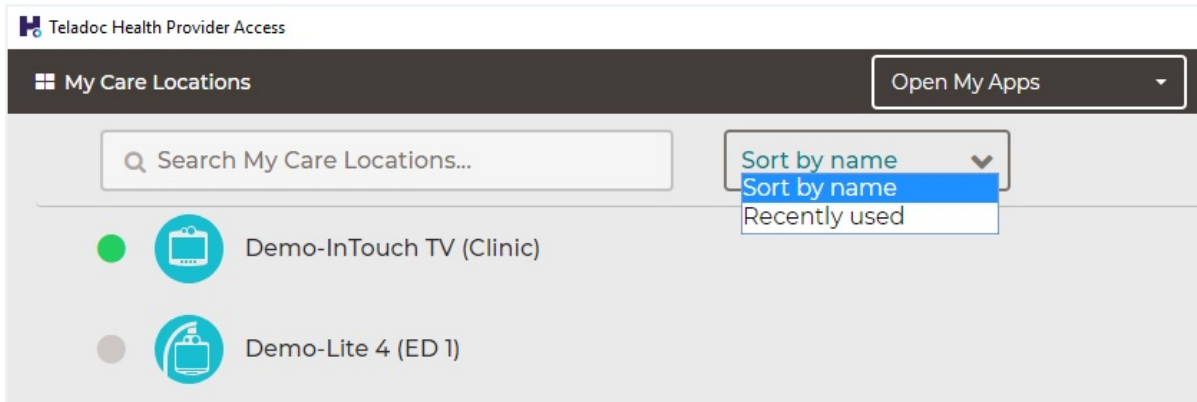 Teladoc Health Provider Access
My Care Locations
Open My Apps
Search My Care Locations...
Sort by name
Sort by name
Recently used
Demo-InTouch TV (Clinic)
Demo-Lite 4 (ED 1)